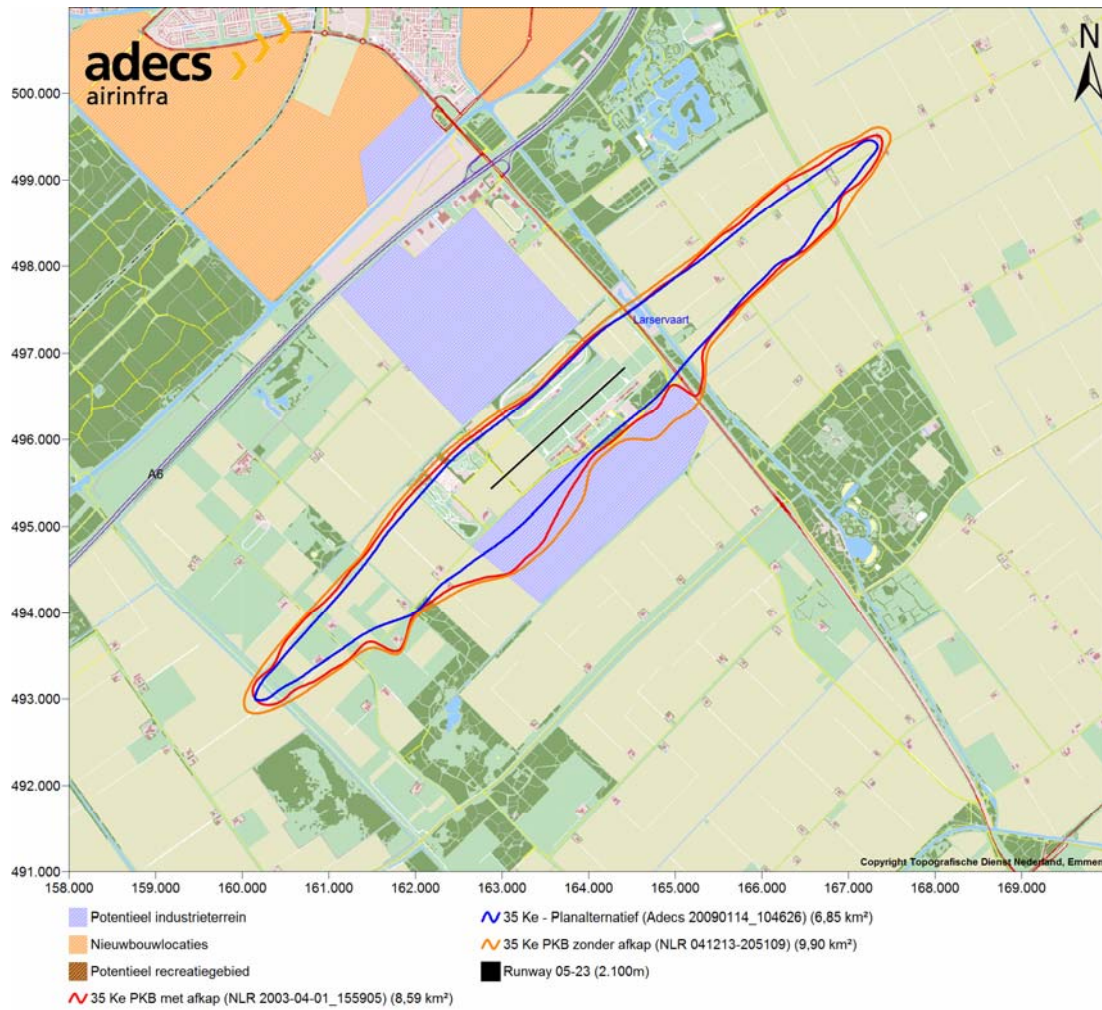 adecs
airinfra
N
500.000
499.000
498.000
497.000
496.000
495.000
494.000
493.000
492.000
491.000
Larservaart
A6
Copyright Topografische Dienst Nederland, Emmen
158.000 159.000 160.000 161.000 162.000 163.000 164.000 165.000 166.000 167.000 168.000 169.000
Potentieel industrieterrein
Nieuwbouwlocaties
Potentieel recreatiegebied
35 Ke PKB met afkap (NLR 2003-04-01_155905) (8,59 km²)
35 Ke - Planalternatief (Adecs 20090114_104626) (6,85 km²)
35 Ke PKB zonder afkap (NLR 041213-205109) (9,90 km²)
Runway 05-23 (2.100m)